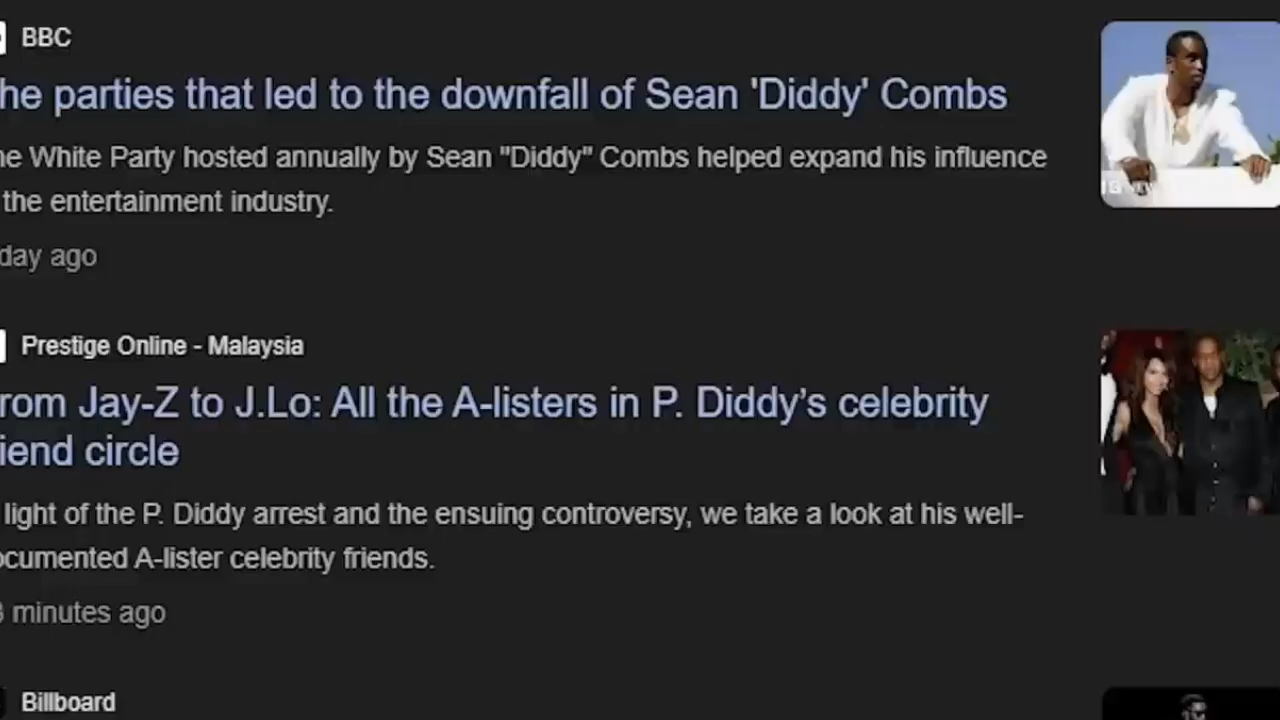 BBC
he parties that led to the downfall of Sean 'Diddy' Combs
ne White Party hosted annually by Sean "Diddy" Combs helped expand his influence
the entertainment industry.
day ago
Prestige Online - Malaysia
rom Jay-Z to J.Lo: All the A-listers in P. Diddy’s celebrity
iend circle
light of the P. Diddy arrest and the ensuing controversy, we take a look at his well-
ocumented A-lister celebrity friends.
3 minutes ago
Billboard